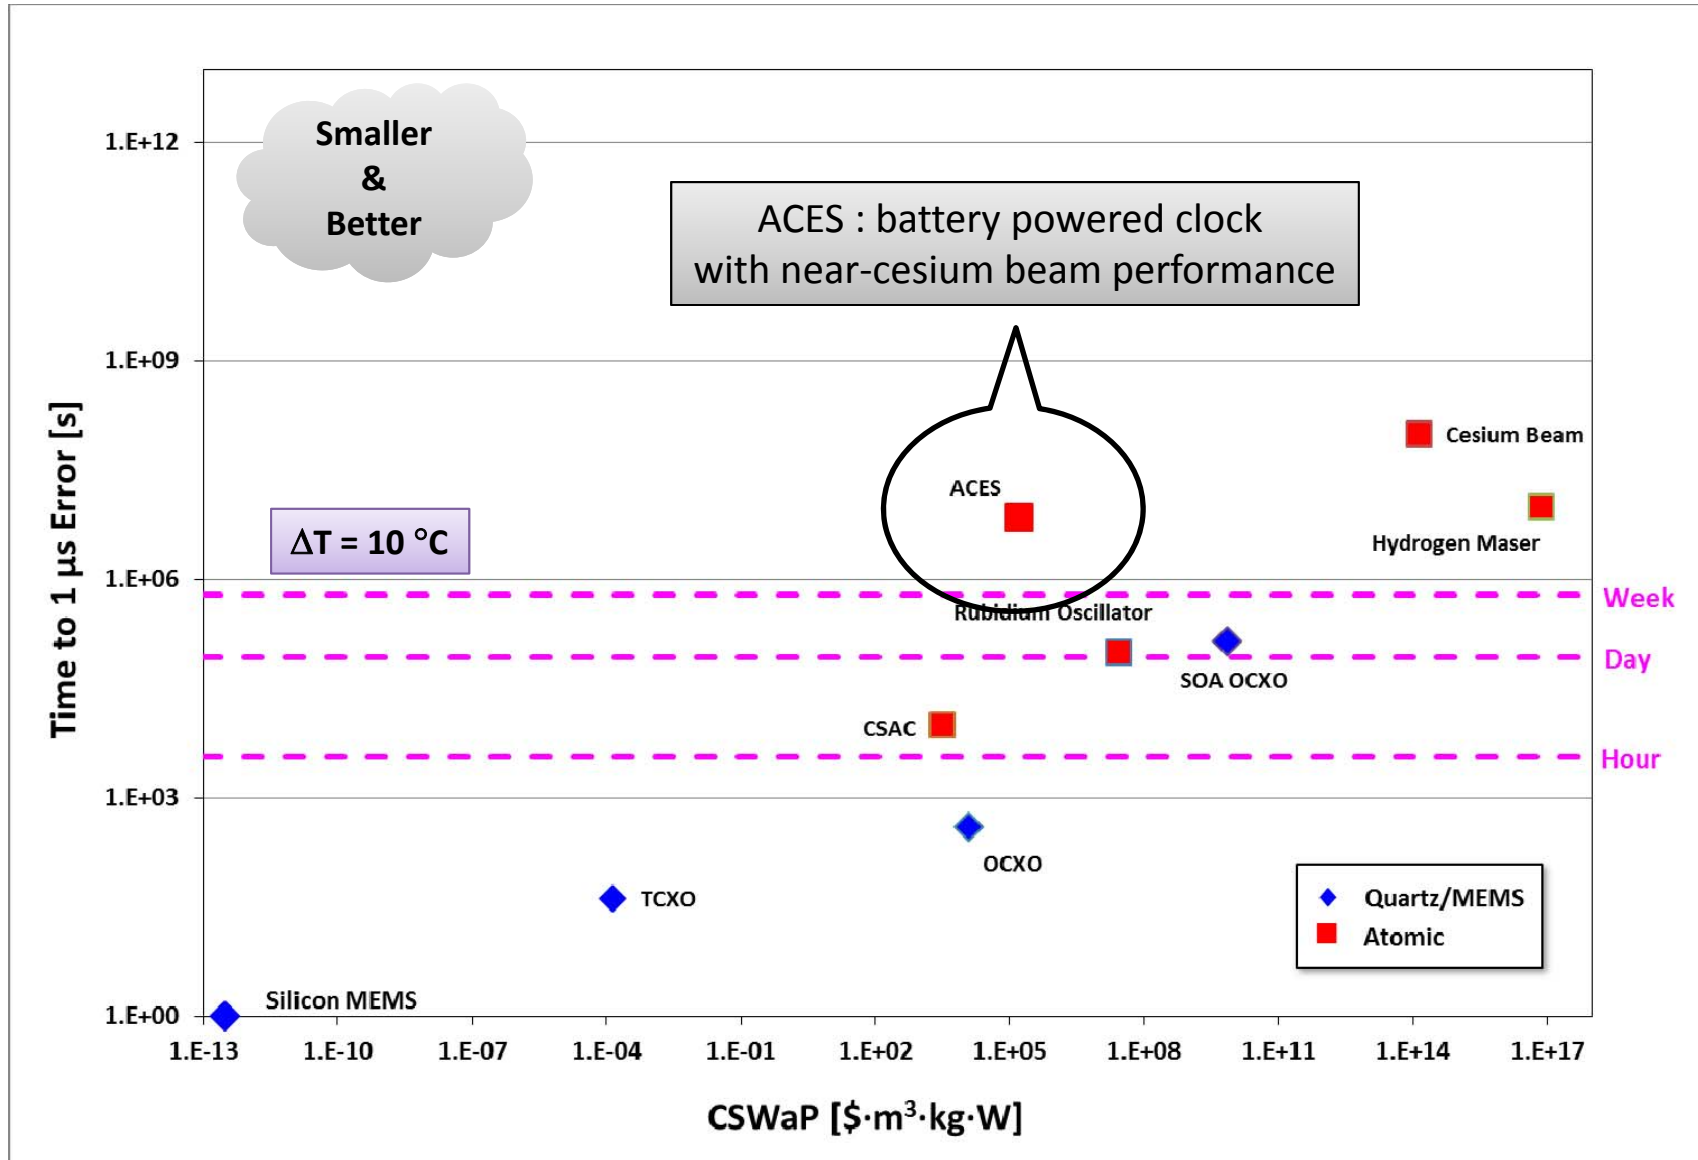 Smaller
&
Better
ACES : battery powered clock
with near-cesium beam performance
Time to 1 µs Error [s]
1.E+12
1.E+09
1.E+06
1.E+03
1.E+00
ΔT = 10 °C
ACES
Cesium Beam
Hydrogen Maser
Week
Rubidium Oscillator
Day
SOA OCXO
CSAC
Hour
OCXO
TCXO
Quartz/MEMS
Atomic
Silicon MEMS
1.E-13 1.E-10 1.E-07 1.E-04 1.E-01 1.E+02 1.E+05 1.E+08 1.E+11 1.E+14 1.E+17
CSWaP [$·m³·kg·W]